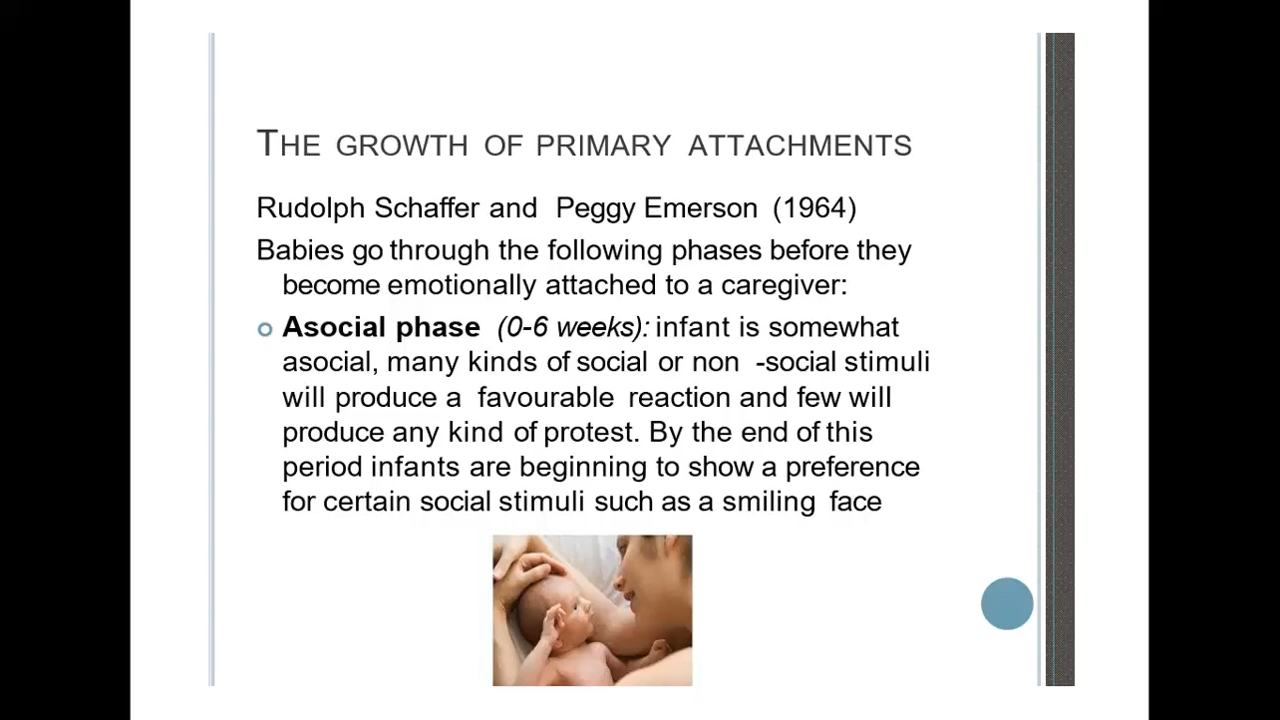 THE GROWTH OF PRIMARY ATTACHMENTS
Rudolph Schaffer and Peggy Emerson (1964)
Babies go through the following phases before they
become emotionally attached to a caregiver:
Asocial phase (0-6 weeks): infant is somewhat
asocial, many kinds of social or non -social stimuli
will produce a favourable reaction and few will
produce any kind of protest. By the end of this
period infants are beginning to show a preference
for certain social stimuli such as a smiling face